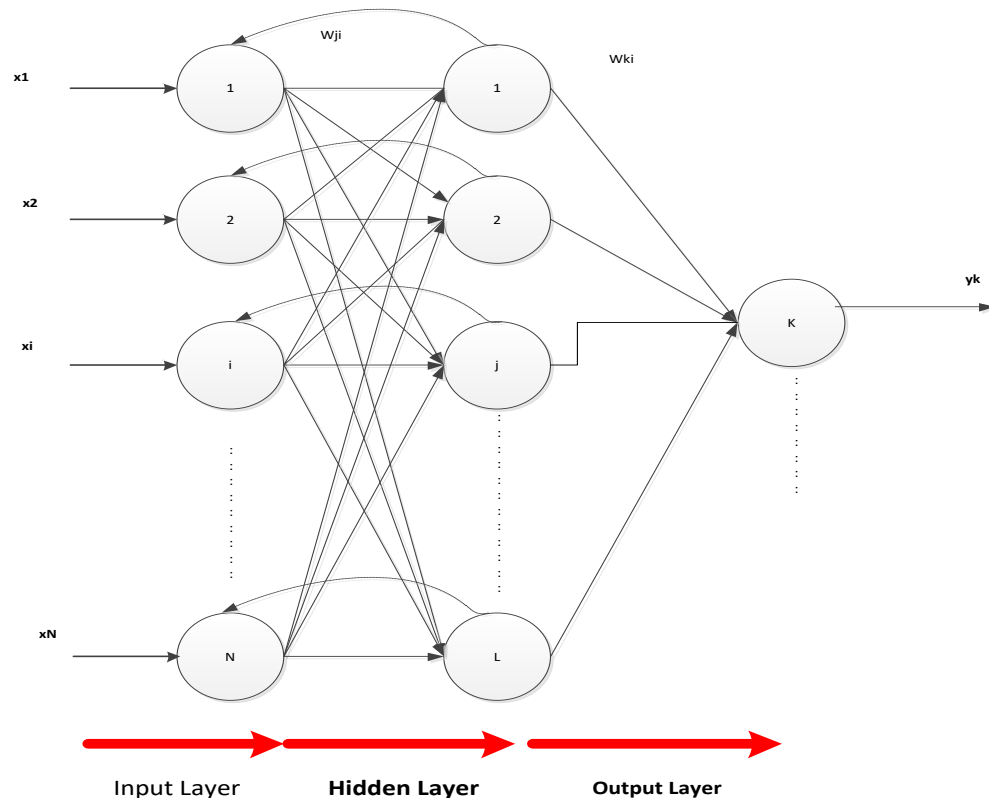 Wji
Wki
x1
1
1
x2
2
2
yk
K
xi
i
j
xN
N
L
Input Layer
Hidden Layer
Output Layer